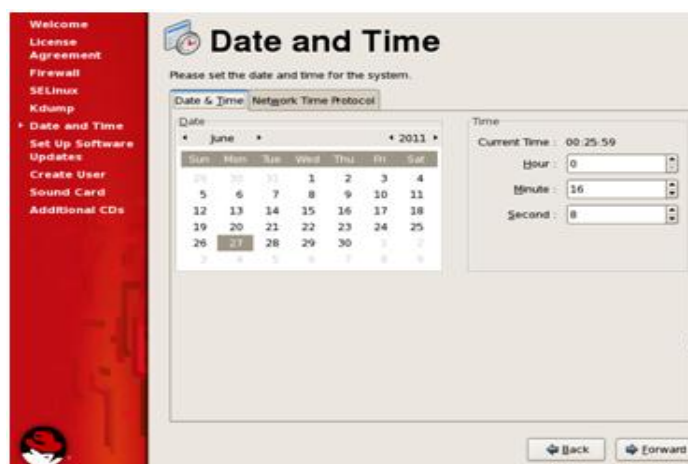 Welcome
License
Agreement
Firewall
SELinux
Kdump
Date and Time
Set Up Software
Updates
Create User
Sound Card
Additional CDs
Date and Time
Please set the date and time for the system.
Date & Time Network Time Protocol
Date
June 2011
Sun Mon Tue Wed Thu Fri Sat
29 30 31 1 2 3 4
5 6 7 8 9 10 11
12 13 14 15 16 17 18
19 20 21 22 23 24 25
26 27 28 29 30 1 2
3 4 5 6 7 8 9
Time
Current Time : 00:25:59
Hour : 0
Minute : 16
Second : 8
Back Forward